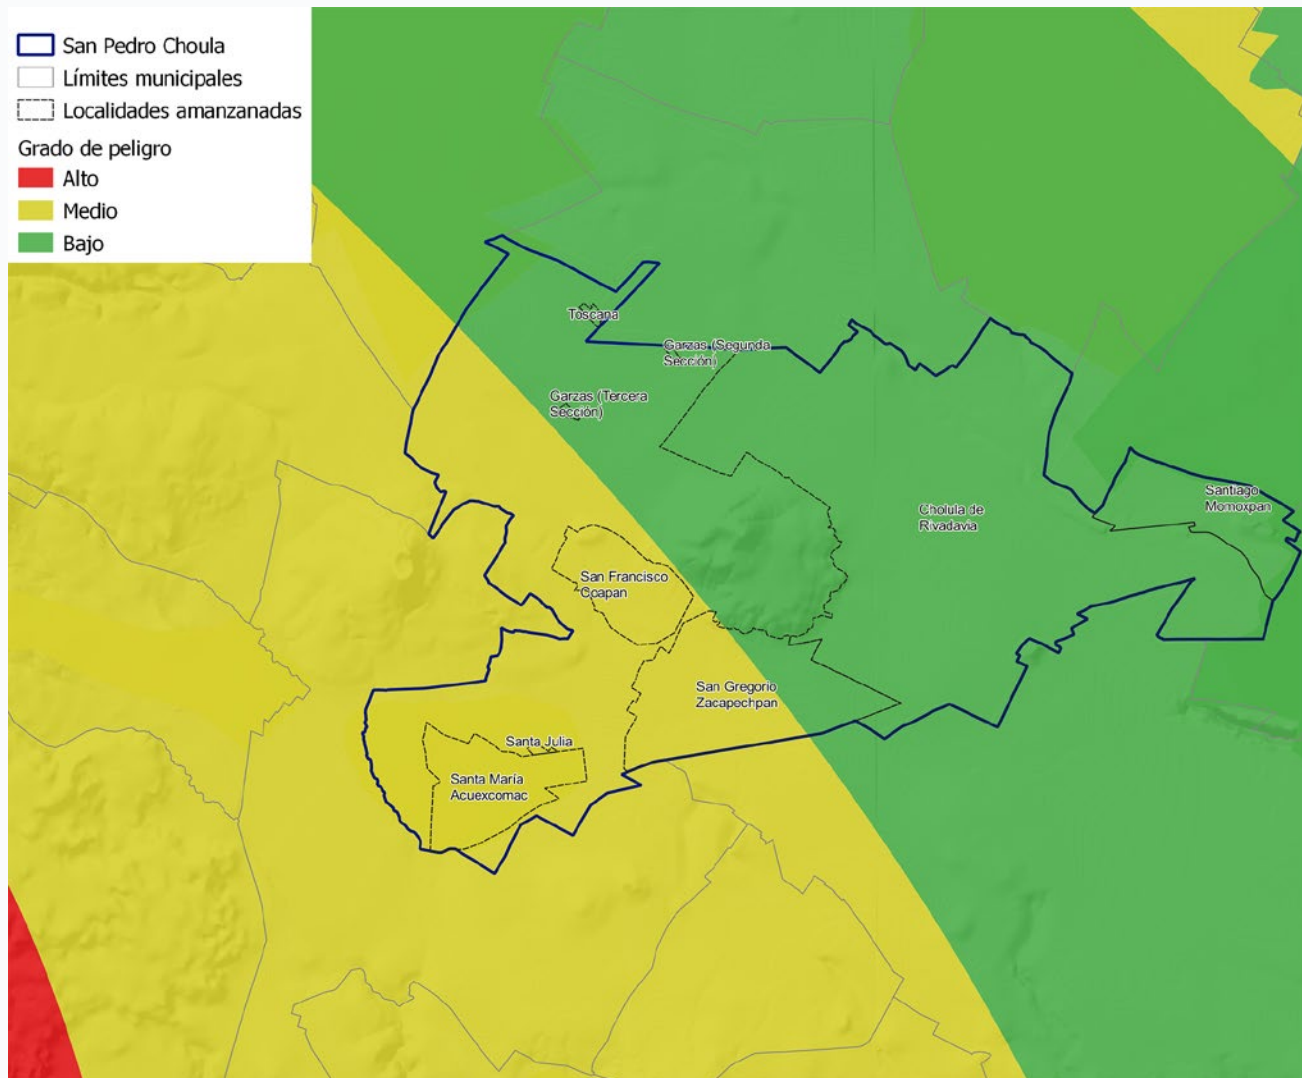 San Pedro Choula
Límites municipales
Localidades amanzanadas
Grado de peligro
Alto
Medio
Bajo
Toscana
Garzas (Segunda
Sección)
Garzas (Tercera
Sección)
Cholula de
Rivadavia
Santiago
Momoxpan
San Francisco
Coapan
San Gregorio
Zacapechpan
Santa Julia
Santa María
Acuexcomac